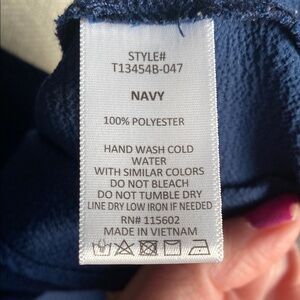 STYLE#
T13454B-047
NAVY
100% POLYESTER
HAND WASH COLD
WATER
WITH SIMILAR COLORS
DO NOT BLEACH
DO NOT TUMBLE DRY
LINE DRY LOW IRON IF NEEDED
RN# 115602
MADE IN VIETNAM